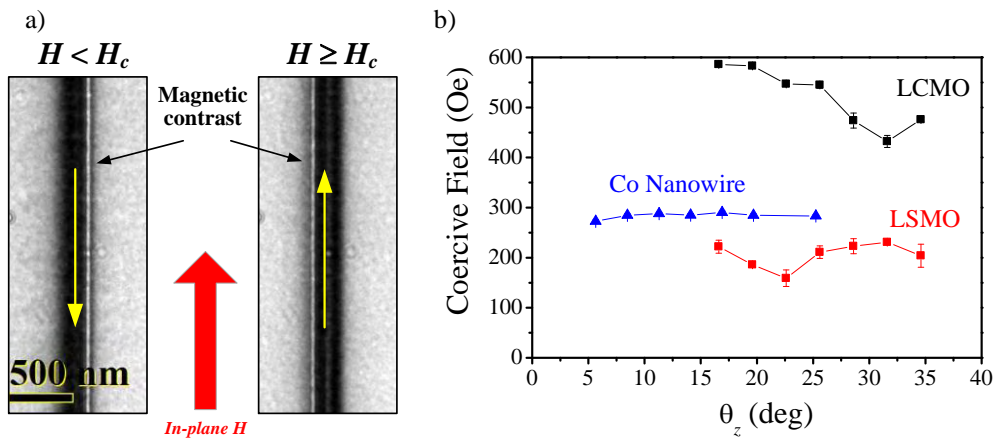 a)
H < Hc
H ≥ Hc
Magnetic
contrast
500 nm
In-plane H
b)
Coercive Field (Oe)
600
500
400
300
200
100
0
LCMO
Co Nanowire
LSMO
0 5 10 15 20 25 30 35 40
θz (deg)